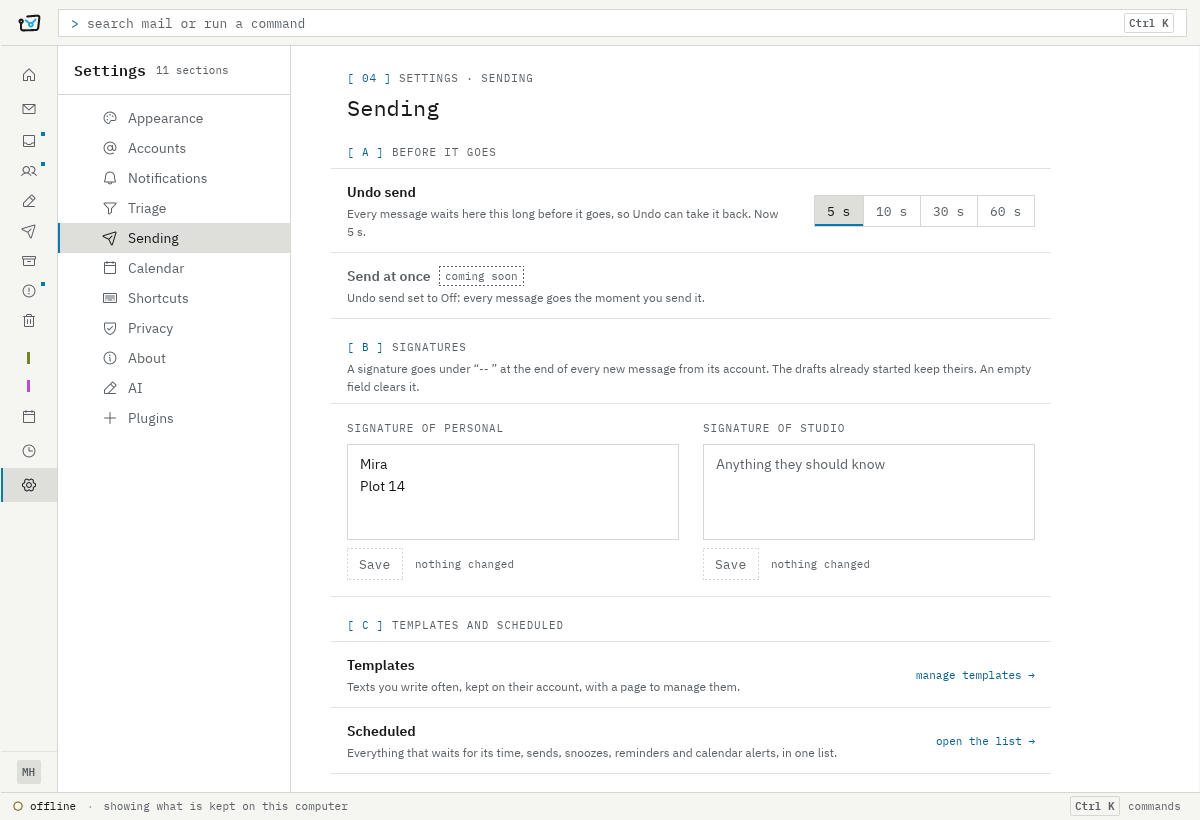 > search mail or run a command Ctrl K
Settings 11 sections
Appearance
Accounts
Notifications
Triage
Sending
Calendar
Shortcuts
Privacy
About
AI
Plugins
MH
[ 04 ] SETTINGS · SENDING
Sending
[ A ] BEFORE IT GOES
Undo send
Every message waits here this long before it goes, so Undo can take it back. Now
5 s.
5 s 10 s 30 s 60 s
Send at once coming soon
Undo send set to Off: every message goes the moment you send it.
[ B ] SIGNATURES
A signature goes under “-- ” at the end of every new message from its account. The drafts already started keep theirs. An empty
field clears it.
SIGNATURE OF PERSONAL
Mira
Plot 14
Save nothing changed
SIGNATURE OF STUDIO
Anything they should know
Save nothing changed
[ C ] TEMPLATES AND SCHEDULED
Templates
Texts you write often, kept on their account, with a page to manage them.
manage templates →
Scheduled
Everything that waits for its time, sends, snoozes, reminders and calendar alerts, in one list.
open the list →
offline · showing what is kept on this computer
Ctrl K commands